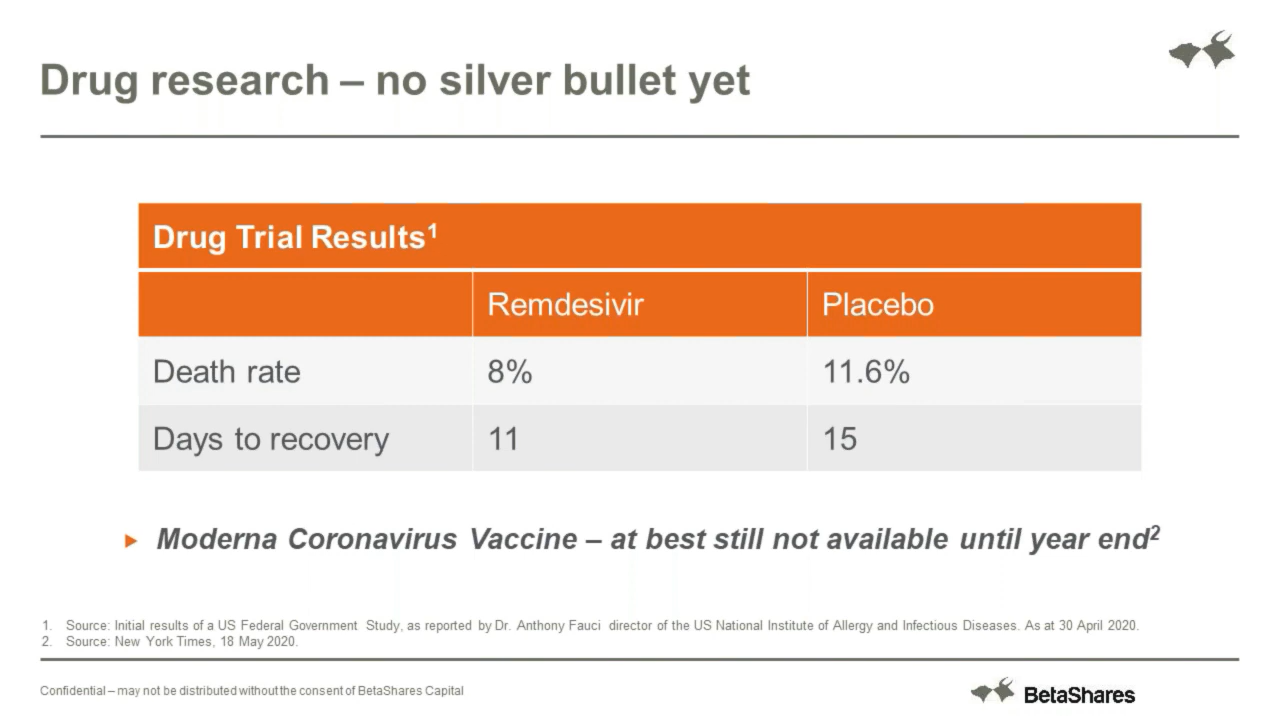 Drug research – no silver bullet yet
Drug Trial Results¹
Remdesivir Placebo
Death rate 8% 11.6%
Days to recovery 11 15
Moderna Coronavirus Vaccine – at best still not available until year end²
1. Source: Initial results of a US Federal Government Study, as reported by Dr. Anthony Fauci director of the US National Institute of Allergy and Infectious Diseases. As at 30 April 2020.
2. Source: New York Times, 18 May 2020.
Confidential – may not be distributed without the consent of BetaShares Capital
BetaShares